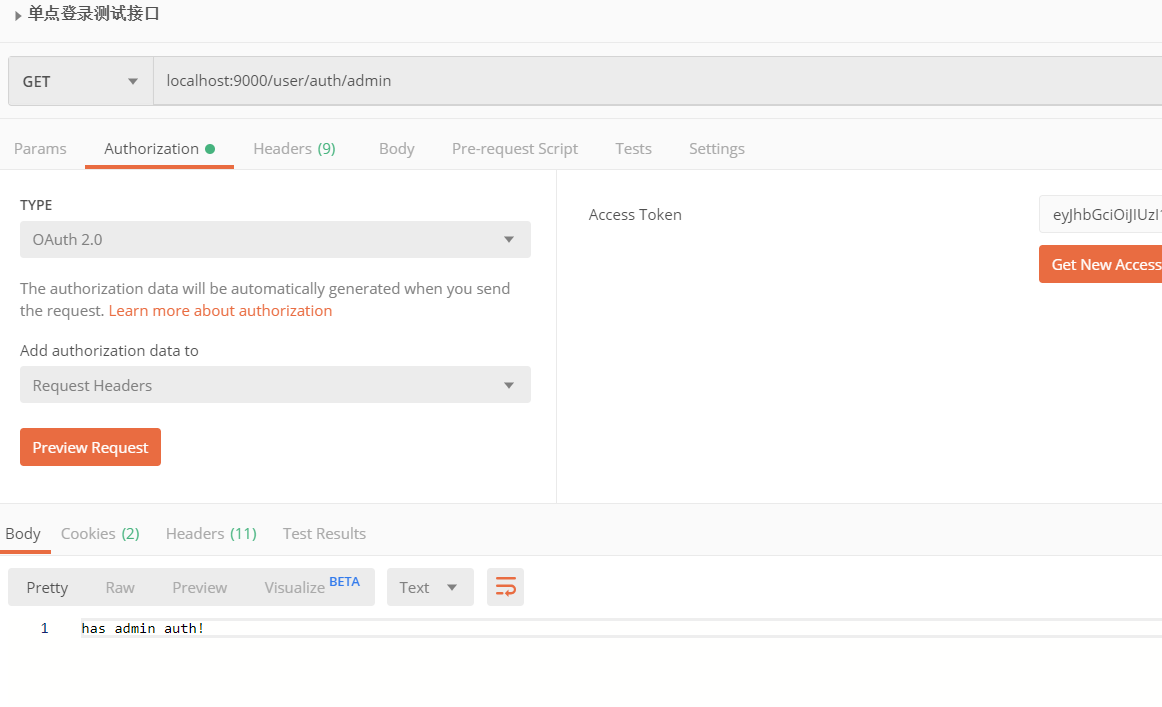 单点登录测试接口
GET localhost:9000/user/auth/admin
Params Authorization Headers (9) Body Pre-request Script Tests Settings
TYPE
OAuth 2.0
The authorization data will be automatically generated when you send
the request. Learn more about authorization
Add authorization data to
Request Headers
Preview Request
Access Token
eyJhbGciOiJIUzI1
Get New Access
Body Cookies (2) Headers (11) Test Results
Pretty Raw Preview Visualize BETA Text
1 has admin auth!